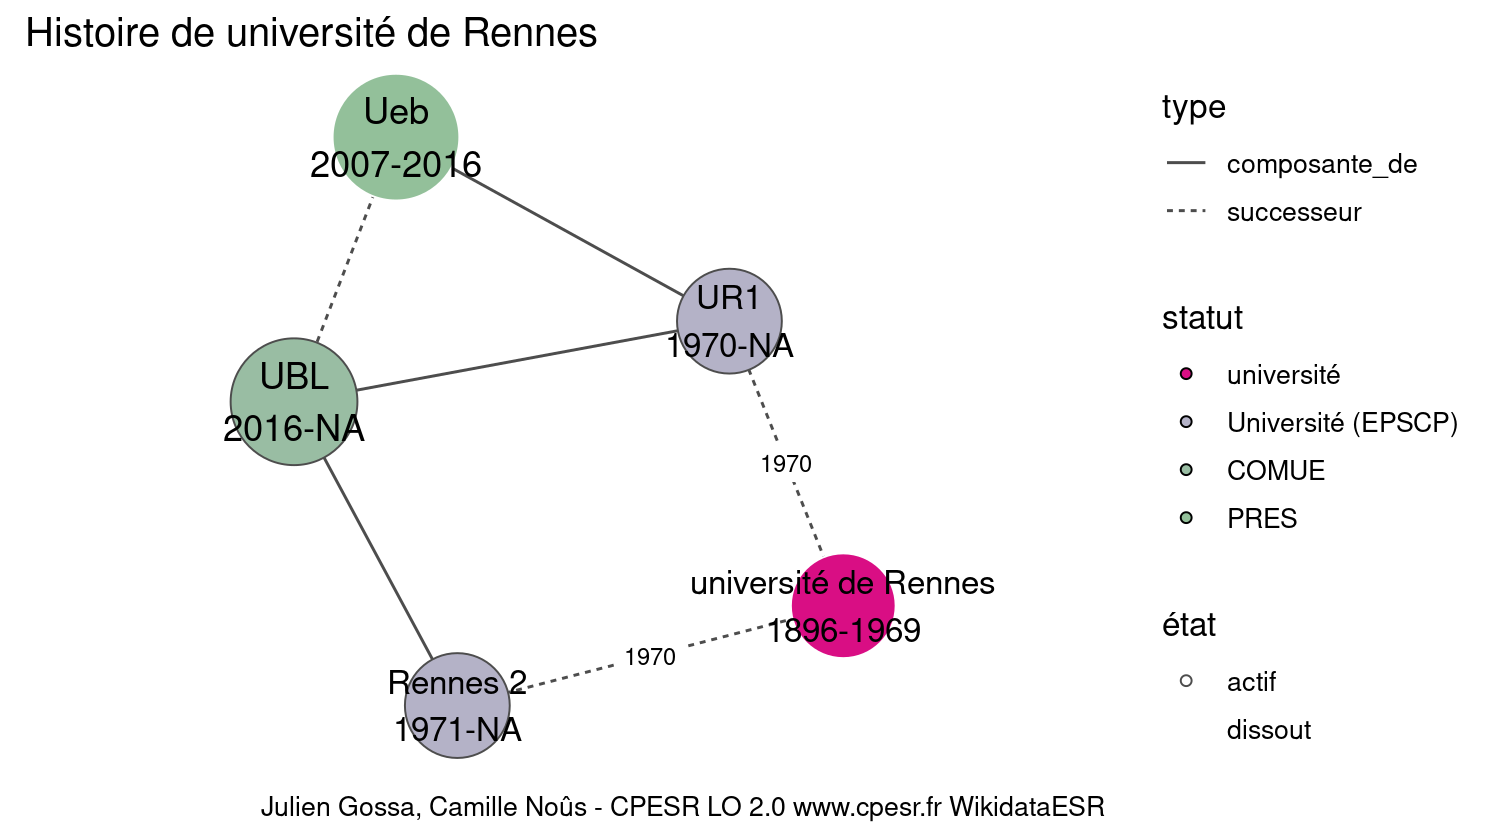 Histoire de université de Rennes
Ueb
2007-2016
UR1
1970-NA
UBL
2016-NA
1970
université de Rennes
1896-1969
1970
Rennes 2
1971-NA
type
composante_de
successeur
statut
université
Université (EPSCP)
COMUE
PRES
état
actif
dissout
Julien Gossa, Camille Noûs - CPESR LO 2.0 www.cpesr.fr WikidataESR